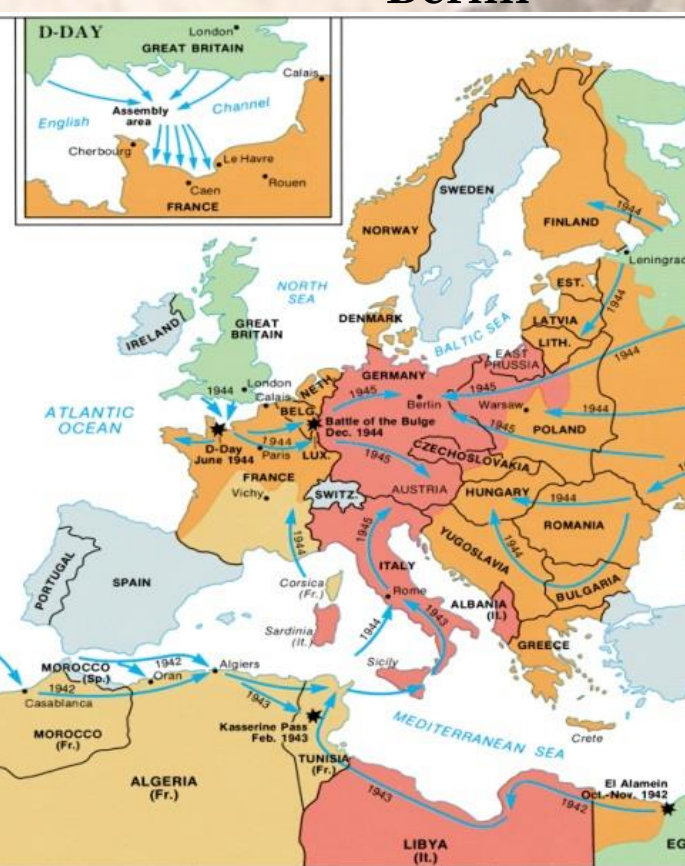 Berlin
D-DAY
London
GREAT BRITAIN
Calais
English
Channel
Assembly
area
Cherbourg
Le Havre
Caen
Rouen
FRANCE
SWEDEN
NORWAY
FINLAND
1944
Leningrad
NORTH
SEA
EST.
1944
DENMARK
LATVIA
BALTIC SEA
LITH.
IRELAND
GREAT
BRITAIN
EAST
PRUSSIA
1944
GERMANY
London
1944
Calais
NETH.
1945
1945
Berlin
Warsaw
1944
ATLANTIC
OCEAN
BELG.
Battle of the Bulge
Dec. 1944
1945
POLAND
D-Day
June 1944
1944
Paris
LUX.
1945
CZECHOSLOVAKIA
FRANCE
Vichy
SWITZ.
AUSTRIA
HUNGARY
1944
ROMANIA
1944
1945
1944
YUGOSLAVIA
PORTUGAL
SPAIN
ITALY
BULGARIA
Corsica
(Fr.)
Rome
ALBANIA
(It.)
Sardinia
(It.)
1944
1943
GREECE
Sicily
MOROCCO
(Sp.)
1942
Oran
Algiers
1942
Casablanca
1943
MEDITERRANEAN SEA
Crete
Kasserine Pass
Feb. 1943
MOROCCO
(Fr.)
TUNISIA
(Fr.)
ALGERIA
(Fr.)
1943
El Alamein
Oct.-Nov. 1942
1942
LIBYA
(It.)
EG